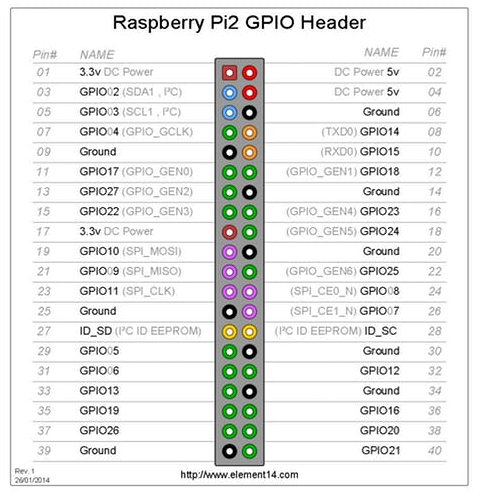 Raspberry Pi2 GPIO Header
Pin# NAME NAME Pin#
01 3.3v DC Power DC Power 5v 02
03 GPIO02 (SDA1 , I²C) DC Power 5v 04
05 GPIO03 (SCL1 , I²C) Ground 06
07 GPIO04 (GPIO_GCLK) (TXD0) GPIO14 08
09 Ground (RXD0) GPIO15 10
11 GPIO17 (GPIO_GEN0) (GPIO_GEN1) GPIO18 12
13 GPIO27 (GPIO_GEN2) Ground 14
15 GPIO22 (GPIO_GEN3) (GPIO_GEN4) GPIO23 16
17 3.3v DC Power (GPIO_GEN5) GPIO24 18
19 GPIO10 (SPI_MOSI) Ground 20
21 GPIO09 (SPI_MISO) (GPIO_GEN6) GPIO25 22
23 GPIO11 (SPI_CLK) (SPI_CE0_N) GPIO08 24
25 Ground (SPI_CE1_N) GPIO07 26
27 ID_SD (I²C ID EEPROM) (I²C ID EEPROM) ID_SC 28
29 GPIO05 Ground 30
31 GPIO06 GPIO12 32
33 GPIO13 Ground 34
35 GPIO19 GPIO16 36
37 GPIO26 GPIO20 38
39 Ground GPIO21 40
Rev. 1
26/01/2014
http://www.element14.com